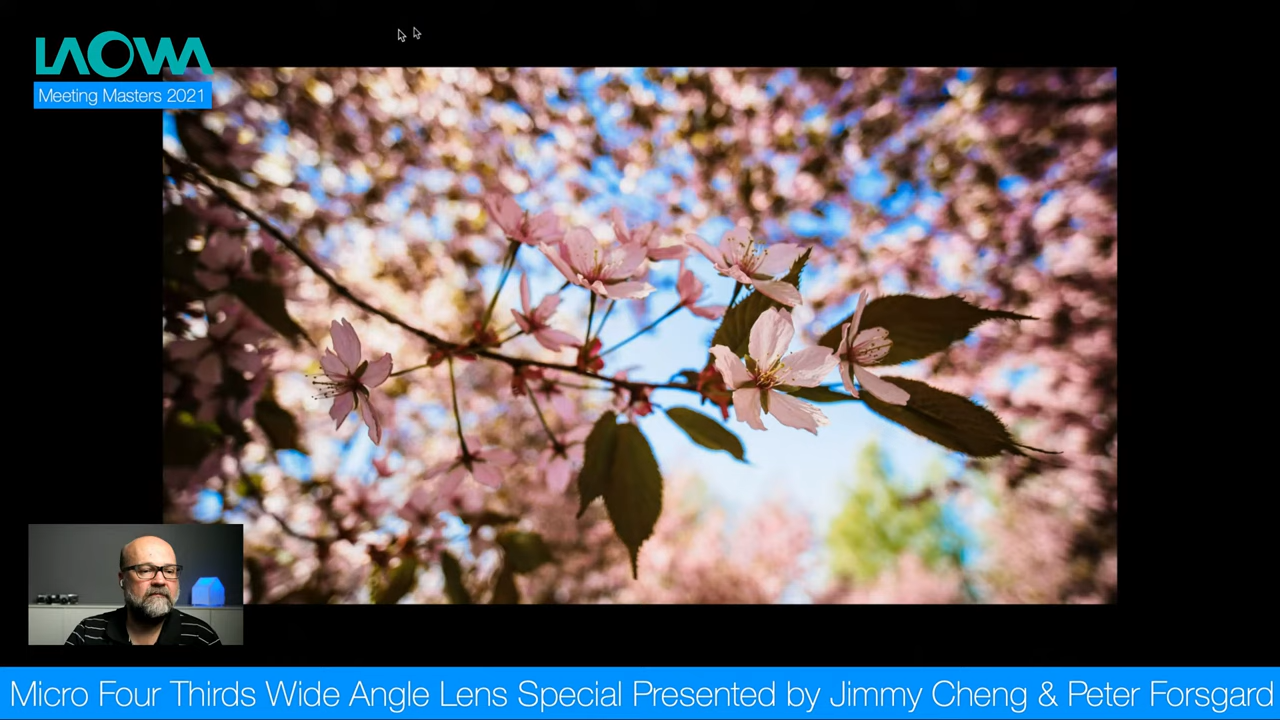 LAOWA
Meeting Masters 2021
Micro Four Thirds Wide Angle Lens Special Presented by Jimmy Cheng & Peter Forsgard